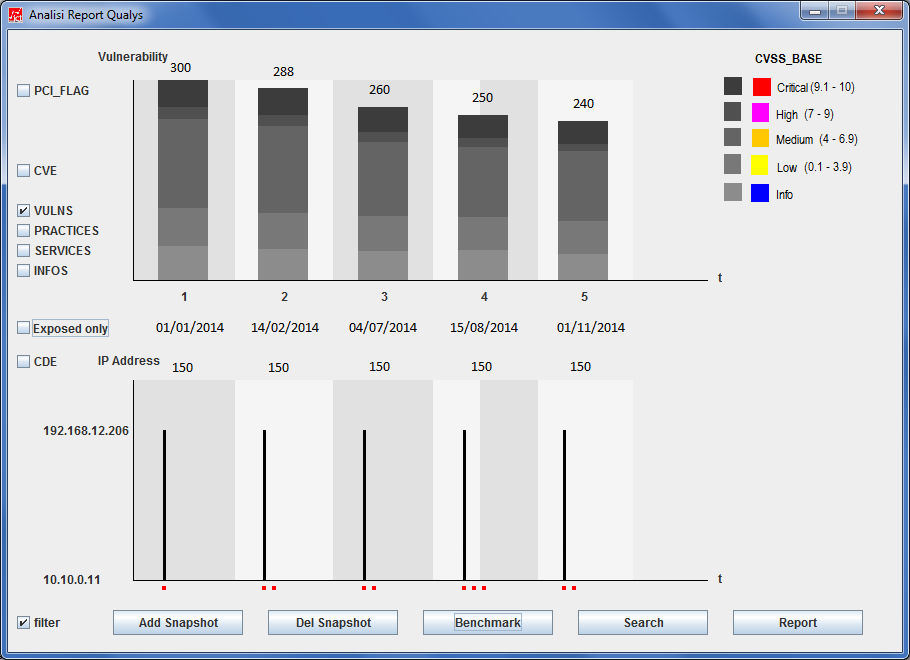 Analisi Report Qualys
Vulnerability
300
288
260
250
240
CVSS_BASE
Critical (9.1 - 10)
High (7 - 9)
Medium (4 - 6.9)
Low (0.1 - 3.9)
Info
PCI_FLAG
CVE
VULNS
PRACTICES
SERVICES
INFOS
t
1 2 3 4 5
Exposed only
01/01/2014 14/02/2014 04/07/2014 15/08/2014 01/11/2014
CDE
IP Address
150 150 150 150 150
192.168.12.206
10.10.0.11
t
filter
Add Snapshot
Del Snapshot
Benchmark
Search
Report